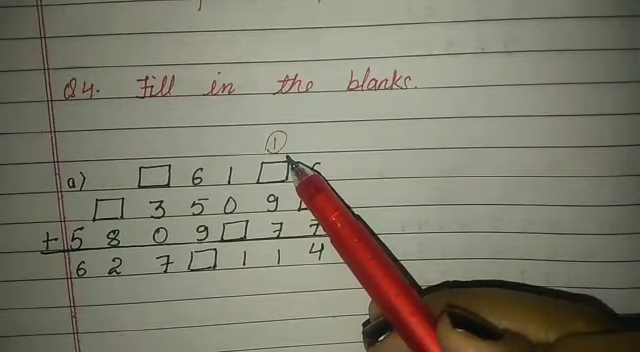 Q4. Fill in the blanks.
①
a) □ 6 1 □
□ 3 5 0 9
+ 5 8 0 9 □ 7 7
6 2 7 □ 1 1 4